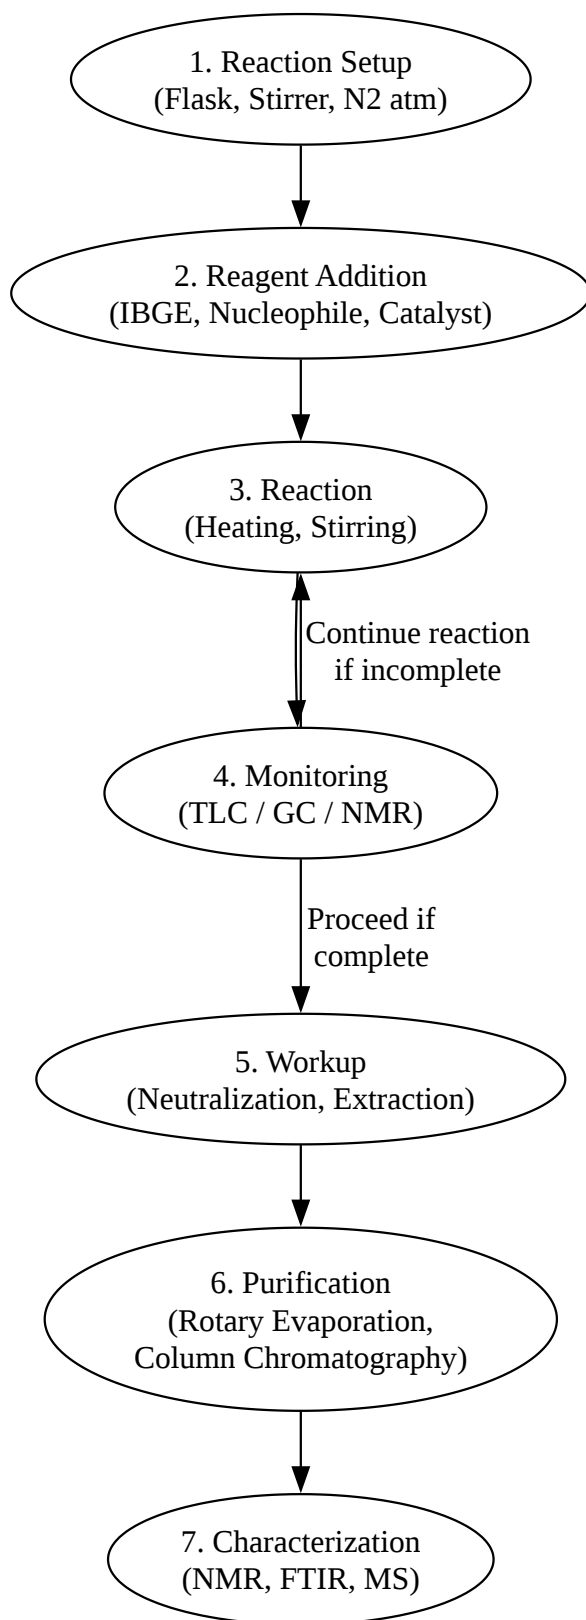 1. Reaction Setup
(Flask, Stirrer, N2 atm)
2. Reagent Addition
(IBGE, Nucleophile, Catalyst)
3. Reaction
(Heating, Stirring)
Continue reaction
if incomplete
4. Monitoring
(TLC / GC / NMR)
Proceed if
complete
5. Workup
(Neutralization, Extraction)
6. Purification
(Rotary Evaporation,
Column Chromatography)
7. Characterization
(NMR, FTIR, MS)